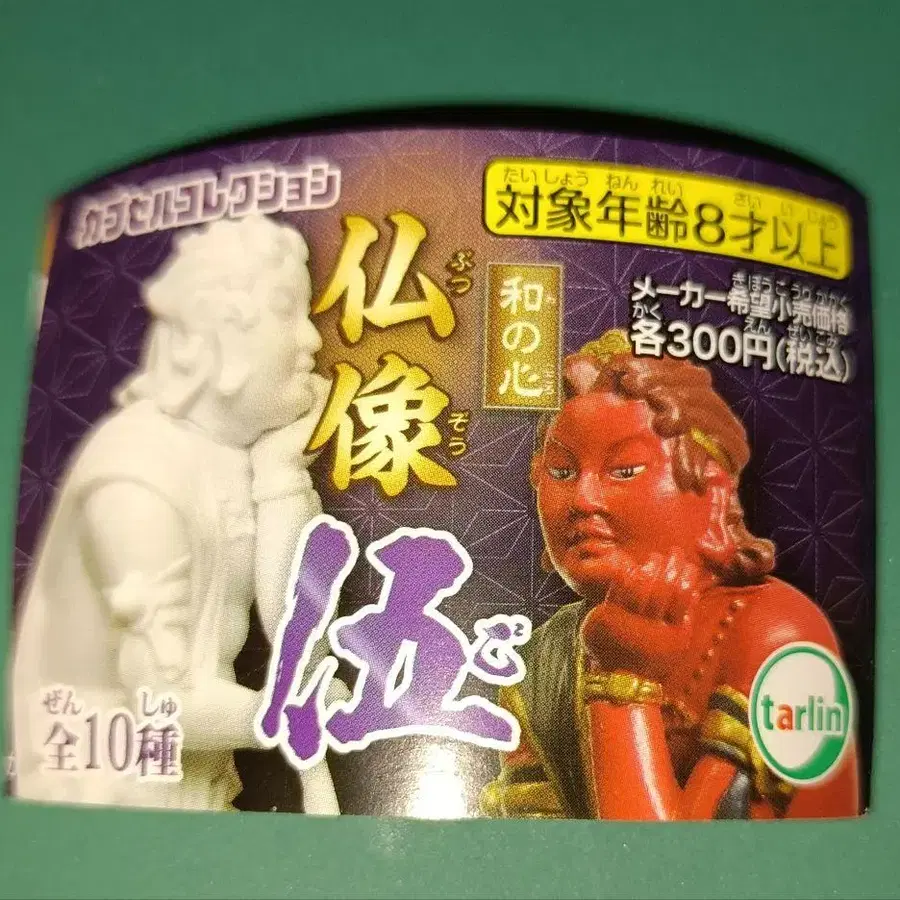 カプセルコレクション
仏像
ぶつ
ぞう
和の心
わ
こころ
伍
ご
たいしょうねんれい さいいじょう
対象年齢8才以上
きぼうこうりかかく
メーカー希望小売価格
かく えん ぜいこみ
各300円(税込)
ぜん しゅ
全10種
tarlin